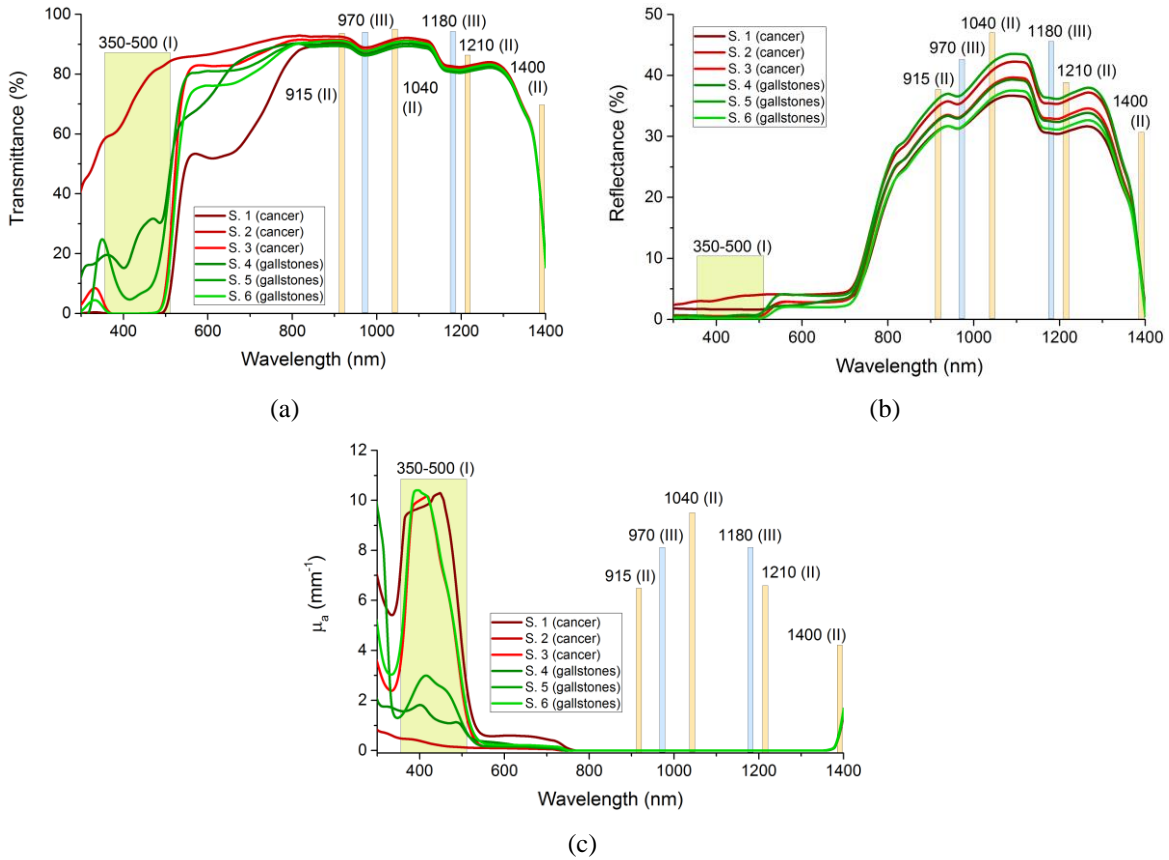 350-500 (I)
970 (III)
1180 (III)
1210 (II)
1400
(II)
915 (II)
1040
(II)
S. 1 (cancer)
S. 2 (cancer)
S. 3 (cancer)
S. 4 (gallstones)
S. 5 (gallstones)
S. 6 (gallstones)
Transmittance (%)
100
80
60
40
20
0
400 600 800 1000 1200 1400
Wavelength (nm)
(a)
S. 1 (cancer)
S. 2 (cancer)
S. 3 (cancer)
S. 4 (gallstones)
S. 5 (gallstones)
S. 6 (gallstones)
1040 (II)
970 (III)
1180 (III)
915 (II)
1210 (II)
1400
(II)
350-500 (I)
Reflectance (%)
50
40
30
20
10
0
400 600 800 1000 1200 1400
Wavelength (nm)
(b)
350-500 (I)
1040 (II)
970 (III)
1180 (III)
915 (II)
1210 (II)
1400 (II)
S. 1 (cancer)
S. 2 (cancer)
S. 3 (cancer)
S. 4 (gallstones)
S. 5 (gallstones)
S. 6 (gallstones)
μa (mm-1)
12
10
8
6
4
2
0
400 600 800 1000 1200 1400
Wavelength (nm)
(c)